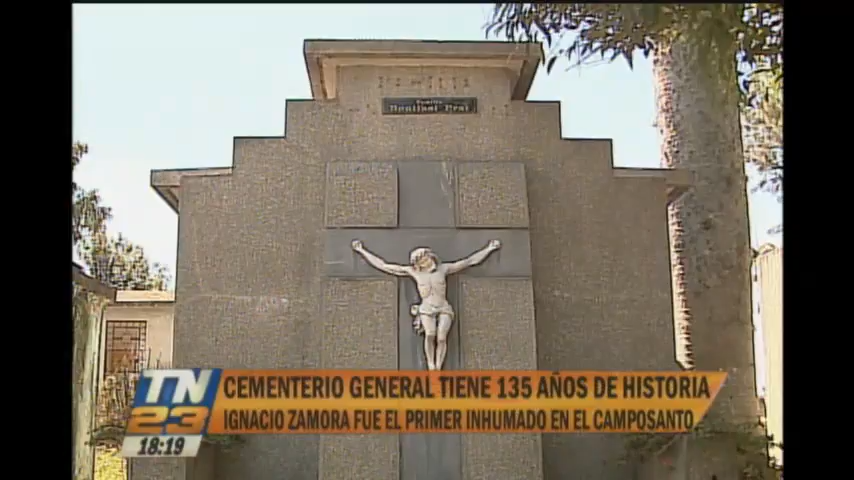 CEMENTERIO GENERAL TIENE 135 AÑOS DE HISTORIA
IGNACIO ZAMORA FUE EL PRIMER INHUMADO EN EL CAMPOSANTO
TN
23
18:19